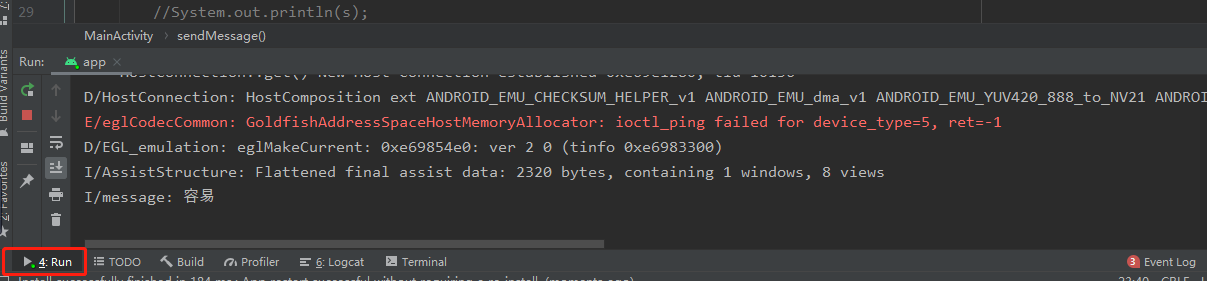 29 //System.out.println(s);
MainActivity sendMessage()
Run: app
Build Variants
D/HostConnection: HostComposition ext ANDROID_EMU_CHECKSUM_HELPER_v1 ANDROID_EMU_dma_v1 ANDROID_EMU_YUV420_888_to_NV21
E/eglCodecCommon: GoldfishAddressSpaceHostMemoryAllocator: ioctl_ping failed for device_type=5, ret=-1
D/EGL_emulation: eglMakeCurrent: 0xe69854e0: ver 2 0 (tinfo 0xe6983300)
I/AssistStructure: Flattened final assist data: 2320 bytes, containing 1 windows, 8 views
I/message: 容易
2: Favorites
4: Run TODO Build Profiler 6: Logcat Terminal 3 Event Log